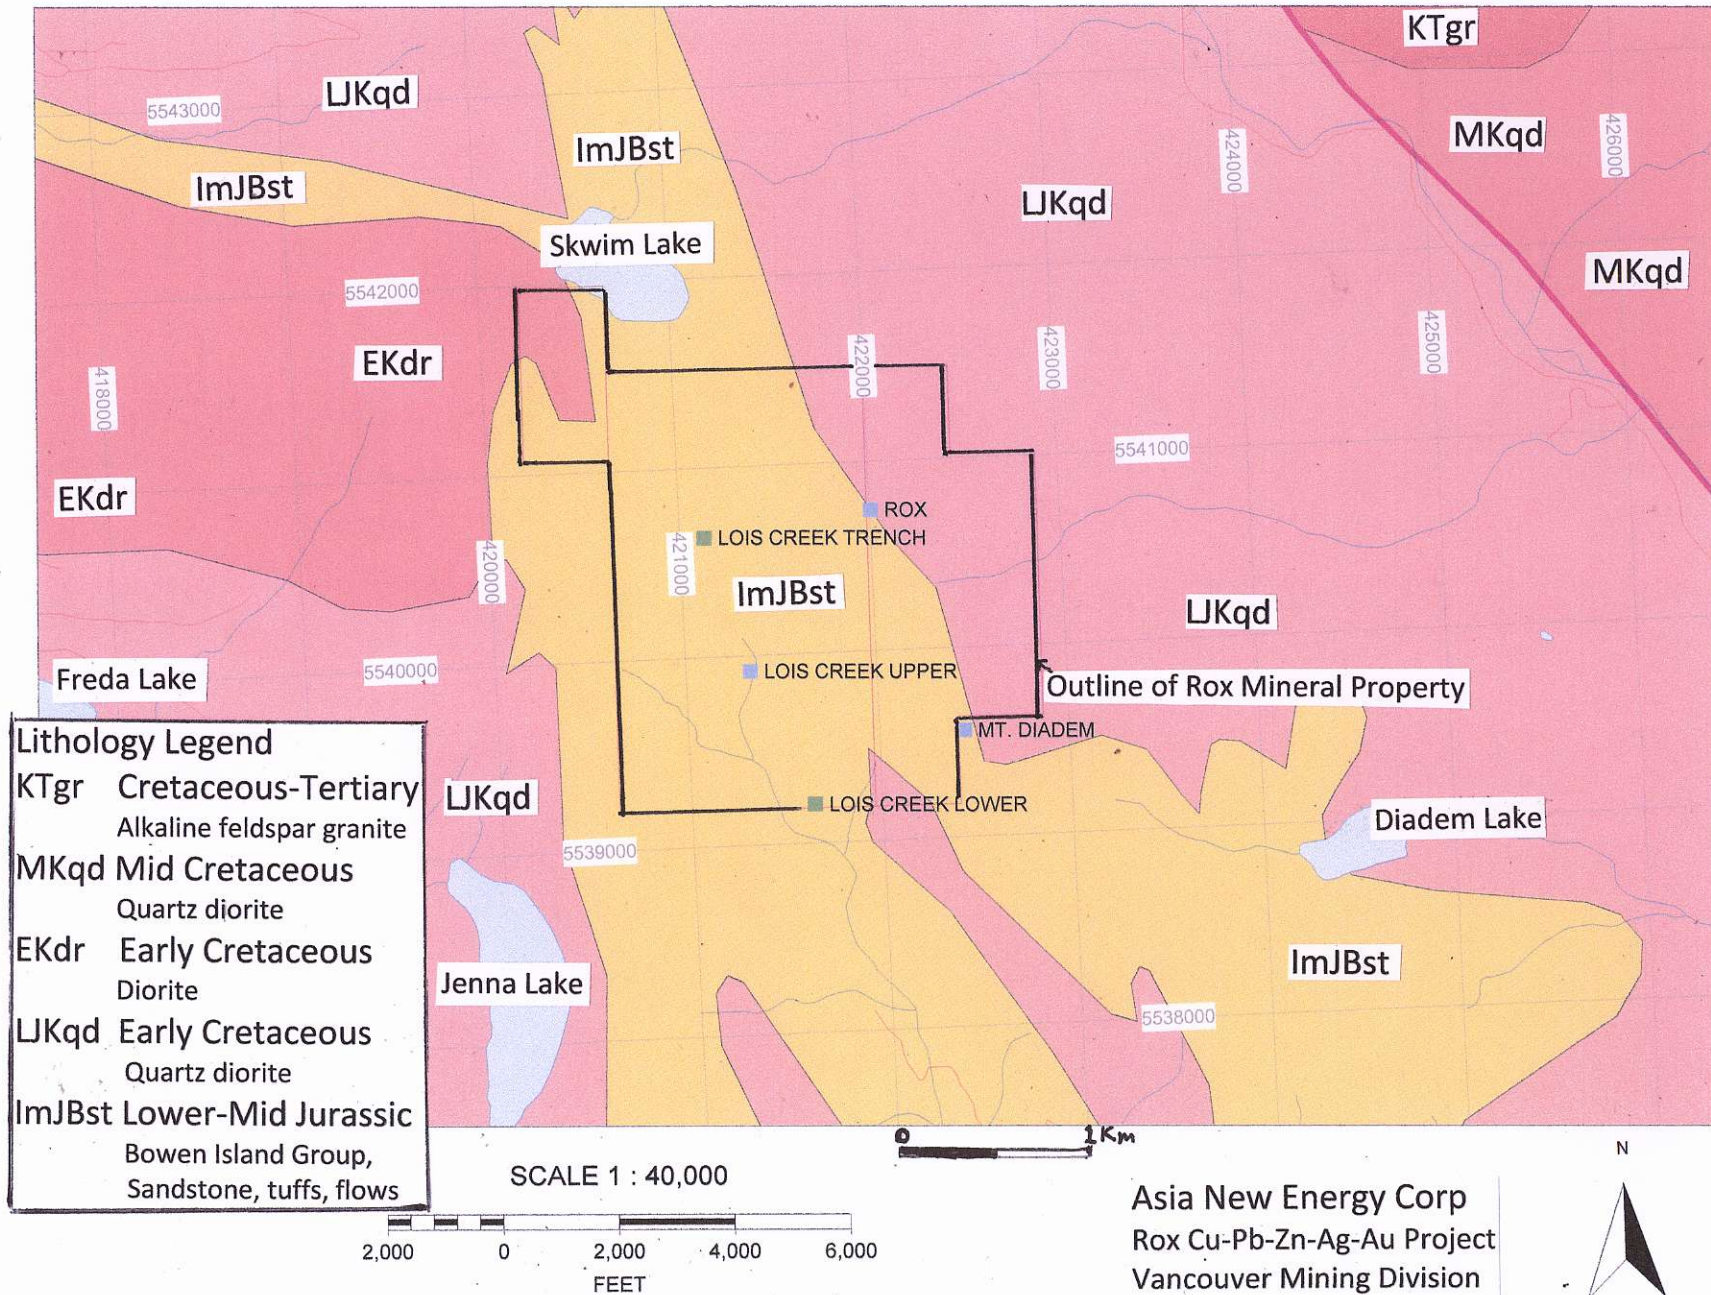 KTgr
LJKqd
5543000
ImJBst
MKqd
424000
426000
ImJBst
LJKqd
Skwim Lake
MKqd
5542000
EKdr
422000
423000
425000
418000
5541000
EKdr
ROX
LOIS CREEK TRENCH
420000
421000
ImJBst
LJKqd
5540000
LOIS CREEK UPPER
Freda Lake
Outline of Rox Mineral Property
MT. DIADEM
LJKqd
LOIS CREEK LOWER
Diadem Lake
5539000
ImJBst
Jenna Lake
5538000
Lithology Legend
KTgr Cretaceous-Tertiary
Alkaline feldspar granite
MKqd Mid Cretaceous
Quartz diorite
EKdr Early Cretaceous
Diorite
LJKqd Early Cretaceous
Quartz diorite
ImJBst Lower-Mid Jurassic
Bowen Island Group,
Sandstone, tuffs, flows
0 1Km
SCALE 1 : 40,000
2,000 0 2,000 4,000 6,000
FEET
Asia New Energy Corp
Rox Cu-Pb-Zn-Ag-Au Project
Vancouver Mining Division
N